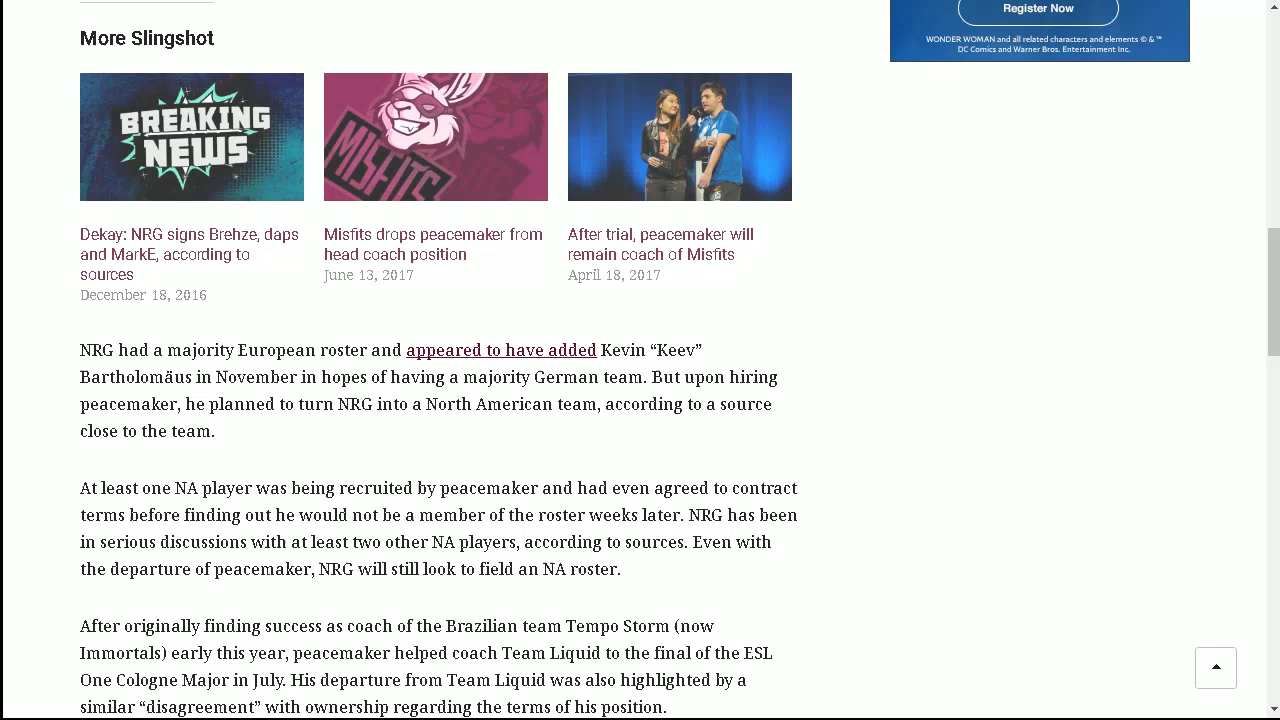 Register Now
WONDER WOMAN and all related characters and elements © & ™
DC Comics and Warner Bros. Entertainment Inc.
More Slingshot
BREAKING
NEWS
MISFITS
Dekay: NRG signs Brehze, daps
and MarkE, according to
sources
December 18, 2016
Misfits drops peacemaker from
head coach position
June 13, 2017
After trial, peacemaker will
remain coach of Misfits
April 18, 2017
NRG had a majority European roster and appeared to have added Kevin “Keev”
Bartholomäus in November in hopes of having a majority German team. But upon hiring
peacemaker, he planned to turn NRG into a North American team, according to a source
close to the team.
At least one NA player was being recruited by peacemaker and had even agreed to contract
terms before finding out he would not be a member of the roster weeks later. NRG has been
in serious discussions with at least two other NA players, according to sources. Even with
the departure of peacemaker, NRG will still look to field an NA roster.
After originally finding success as coach of the Brazilian team Tempo Storm (now
Immortals) early this year, peacemaker helped coach Team Liquid to the final of the ESL
One Cologne Major in July. His departure from Team Liquid was also highlighted by a
similar “disagreement” with ownership regarding the terms of his position.